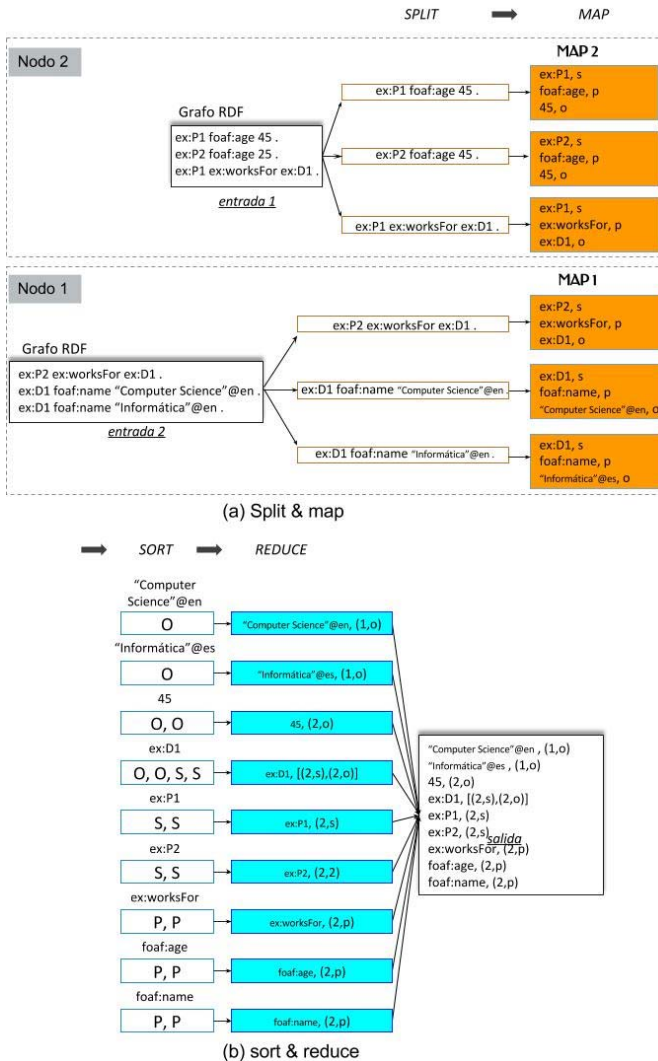 SPLIT MAP
Nodo 2
MAP 2
Grafo RDF
ex:P1 foaf:age 45 .
ex:P2 foaf:age 25 .
ex:P1 ex:worksFor ex:D1 .
entrada 1
ex:P1 foaf:age 45 .
ex:P2 foaf:age 45 .
ex:P1 ex:worksFor ex:D1 .
ex:P1, s
foaf:age, p
45, o
ex:P2, s
foaf:age, p
45, o
ex:P1, s
ex:worksFor, p
ex:D1, o
Nodo 1
MAP 1
Grafo RDF
ex:P2 ex:worksFor ex:D1 .
ex:D1 foaf:name “Computer Science”@en .
ex:D1 foaf:name “Informática”@en .
entrada 2
ex:P2 ex:worksFor ex:D1 .
ex:D1 foaf:name “Computer Science”@en .
ex:D1 foaf:name “Informática”@en .
ex:P2, s
ex:worksFor, p
ex:D1, o
ex:D1, s
foaf:name, p
“Computer Science”@en, o
ex:D1, s
foaf:name, p
“Informática”@es, o
(a) Split & map
SORT REDUCE
“Computer
Science”@en
O
“Computer Science”@en, (1,o)
“Informática”@es
O
“Informática”@es, (1,o)
45
O, O
45, (2,o)
ex:D1
O, O, S, S
ex:D1, [(2,s),(2,o)]
ex:P1
S, S
ex:P1, (2,s)
ex:P2
S, S
ex:P2, (2,2)
ex:worksFor
P, P
ex:worksFor, (2,p)
foaf:age
P, P
foaf:age, (2,p)
foaf:name
P, P
foaf:name, (2,p)
“Computer Science”@en , (1,o)
“Informática”@es , (1,o)
45, (2,o)
ex:D1, [(2,s),(2,o)]
ex:P1, (2,s)
ex:P2, (2,s)
salida
ex:worksFor, (2,p)
foaf:age, (2,p)
foaf:name, (2,p)
(b) sort & reduce